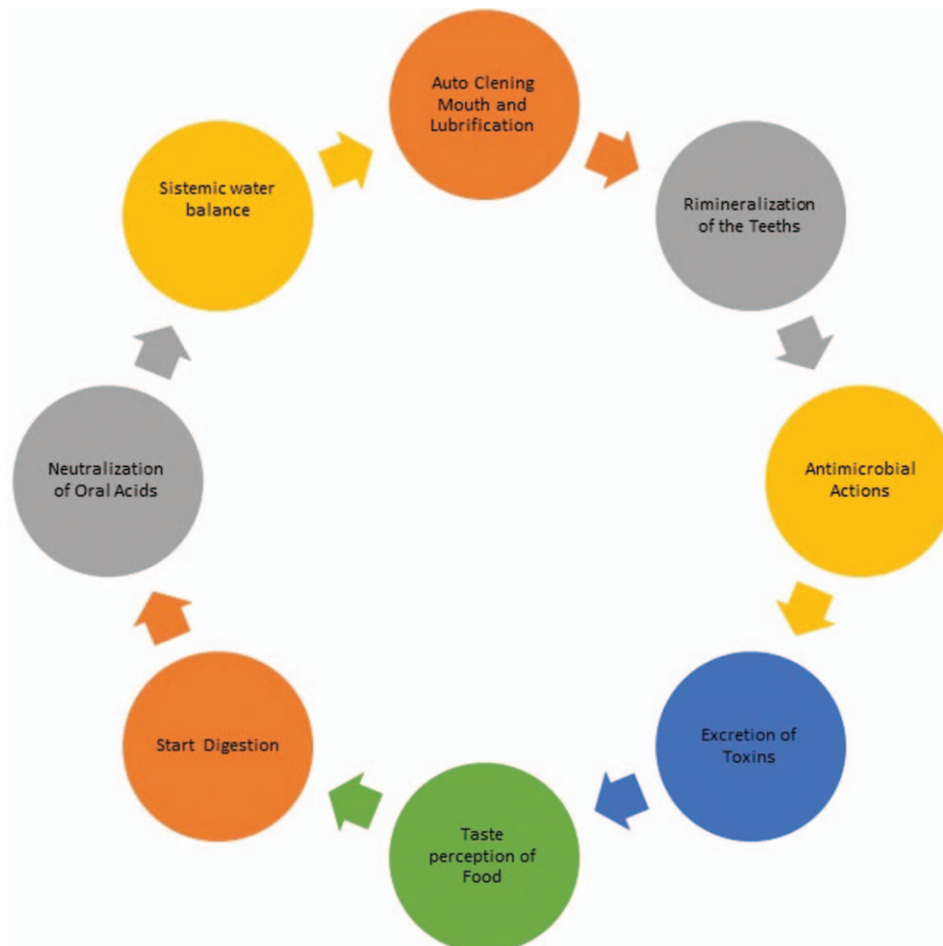 Auto Clening
Mouth and
Lubrification
Rimineralization
of the Teeths
Antimicrobial
Actions
Excretion of
Toxins
Taste
perception of
Food
Start Digestion
Neutralization
of Oral Acids
Sistemic water
balance